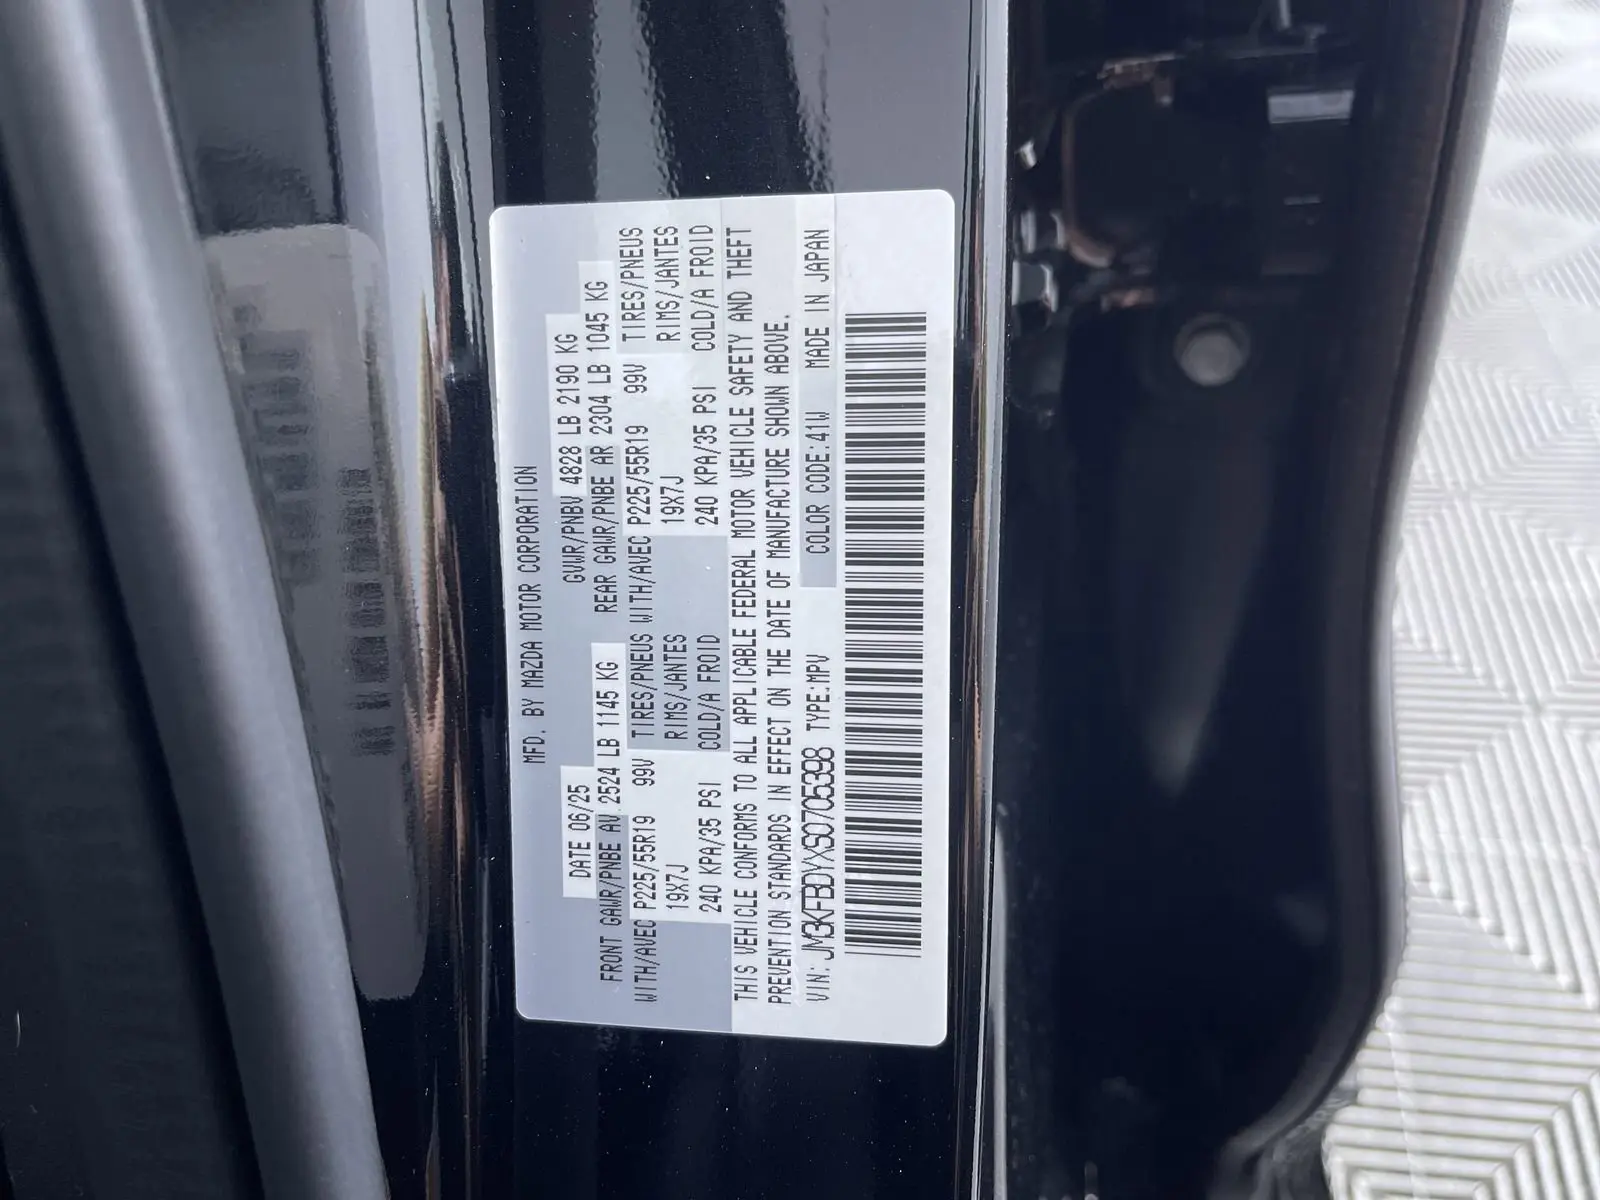 MFD. BY MAZDA MOTOR CORPORATION
DATE 06/25 GVWR/PNBV 4828 LB 2190 KG
FRONT GAWR/PNBE AV 2524 LB 1145 KG REAR GAWR/PNBE AR 2304 LB 1045 KG
WITH/AVEC P225/55R19 99V TIRES/PNEUS WITH/AVEC P225/55R19 99V TIRES/PNEUS
19X7J RIMS/JANTES 19X7J RIMS/JANTES
240 KPA/35 PSI COLD/A FROID 240 KPA/35 PSI COLD/A FROID
THIS VEHICLE CONFORMS TO ALL APPLICABLE FEDERAL MOTOR VEHICLE SAFETY AND THEFT
PREVENTION STANDARDS IN EFFECT ON THE DATE OF MANUFACTURE SHOWN ABOVE.
VIN: JM3KFBDYXS0705398 TYPE:MPV COLOR CODE:41W MADE IN JAPAN